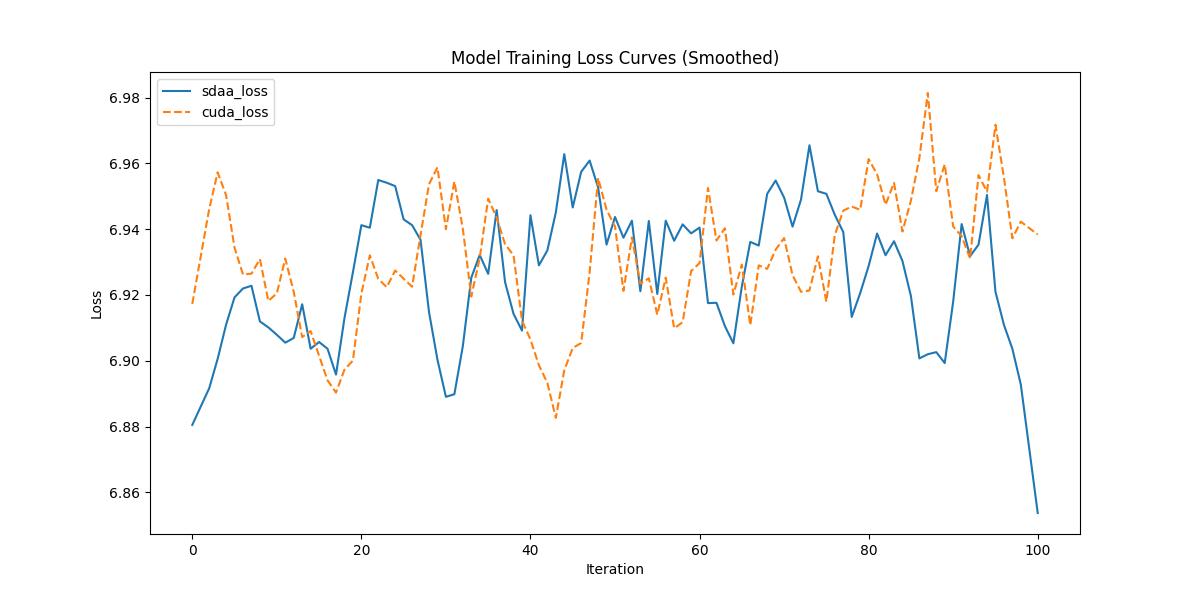 Model Training Loss Curves (Smoothed)
sdaa_loss
cuda_loss
Loss
6.98
6.96
6.94
6.92
6.90
6.88
6.86
0 20 40 60 80 100
Iteration